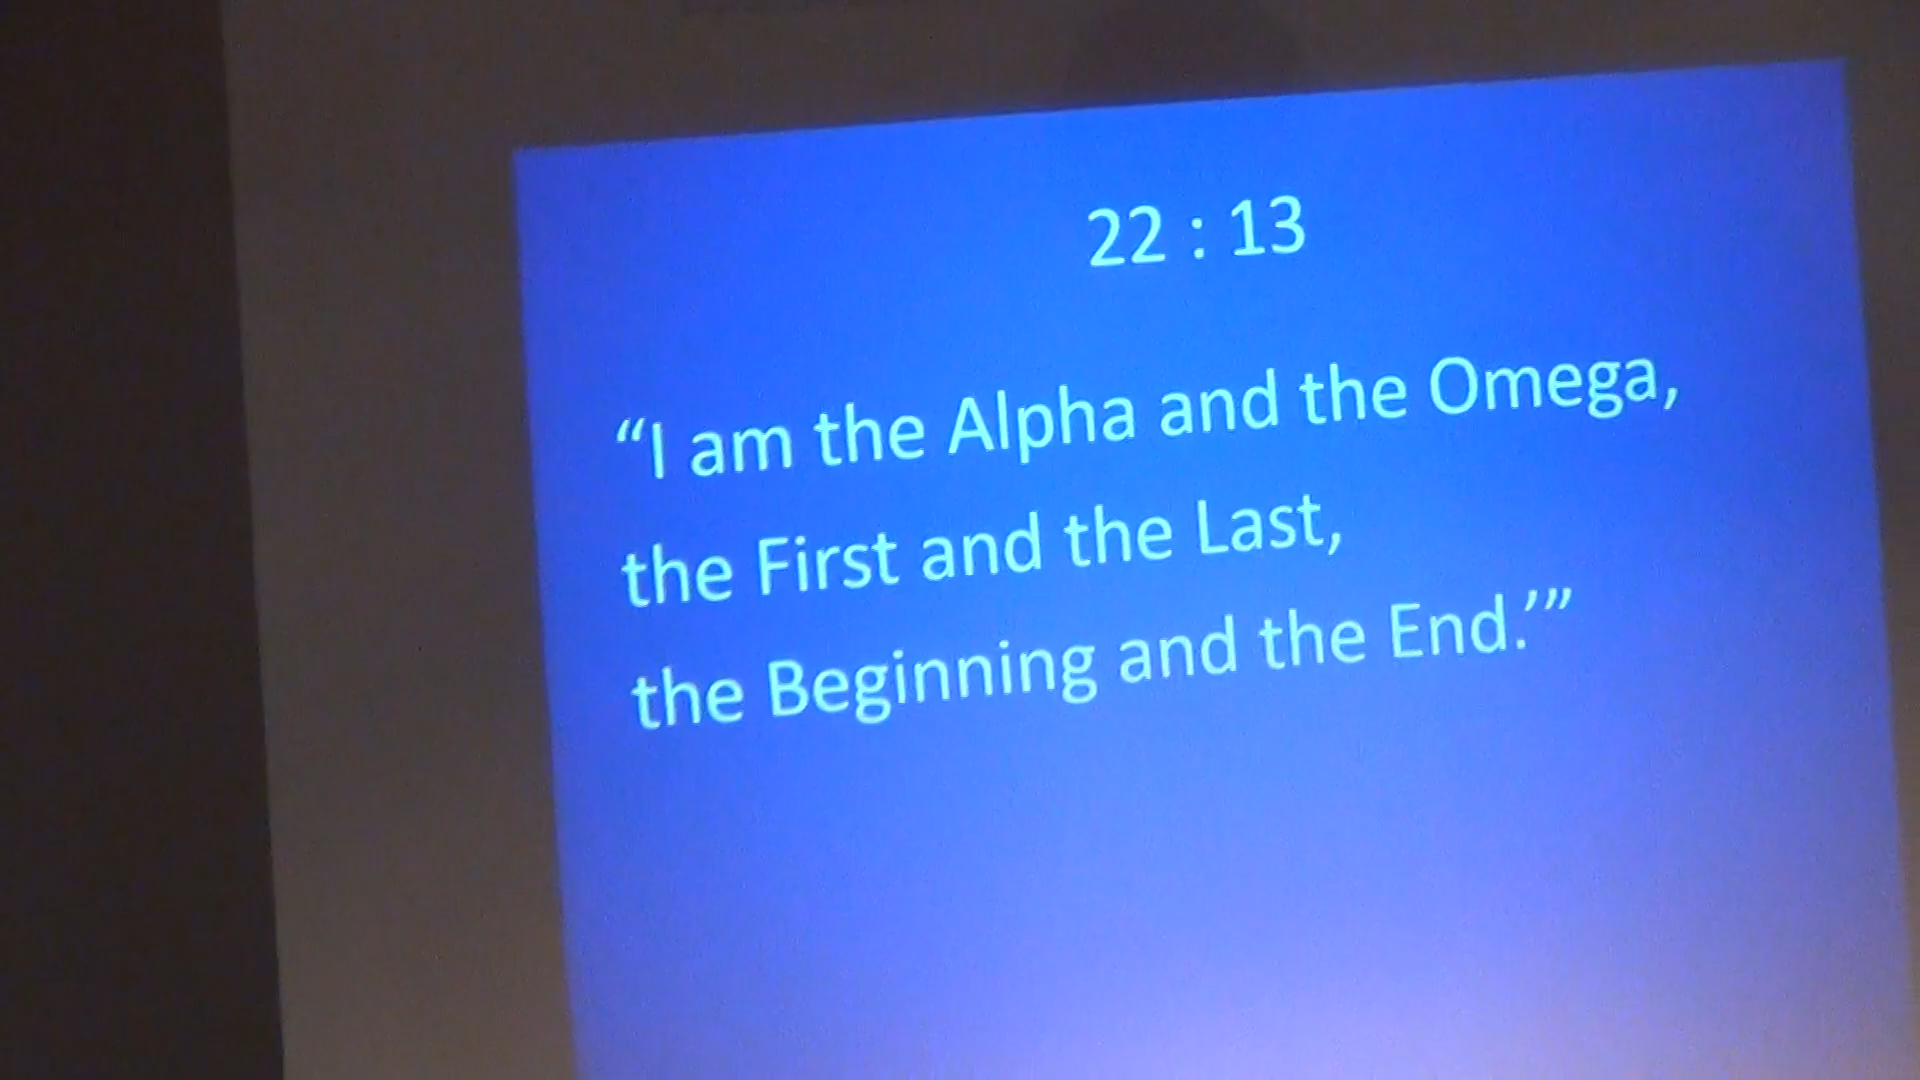 22 : 13
“I am the Alpha and the Omega,
the First and the Last,
the Beginning and the End.’”